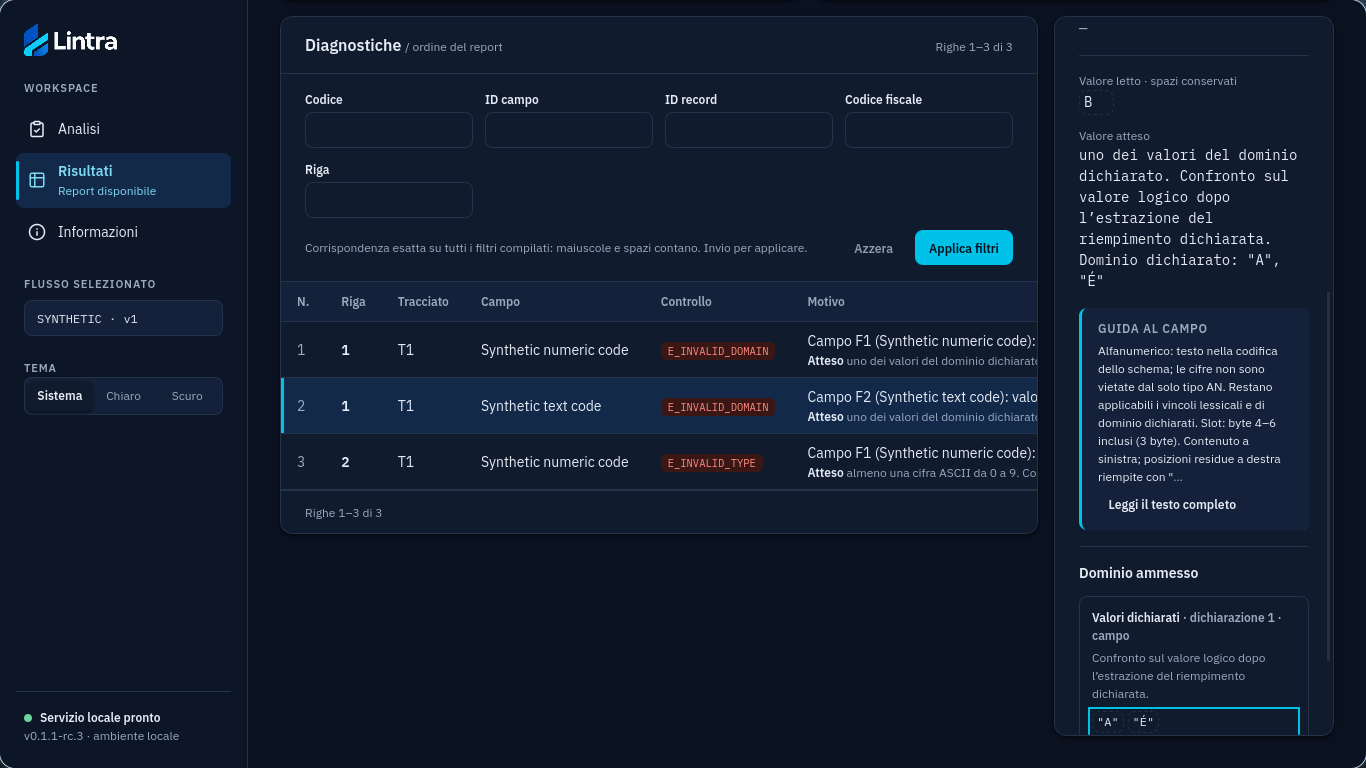 Lintra
WORKSPACE
Analisi
Risultati
Report disponibile
Informazioni
FLUSSO SELEZIONATO
SYNTHETIC · v1
TEMA
Sistema
Chiaro
Scuro
Servizio locale pronto
v0.1.1-rc.3 · ambiente locale
Diagnostiche / ordine del report
Righe 1–3 di 3
Codice
ID campo
ID record
Codice fiscale
Riga
Corrispondenza esatta su tutti i filtri compilati: maiuscole e spazi contano. Invio per applicare.
Azzera
Applica filtri
N. Riga Tracciato Campo Controllo Motivo
1 1 T1 Synthetic numeric code E_INVALID_DOMAIN Campo F1 (Synthetic numeric code):
Atteso uno dei valori del dominio dichiarato
2 1 T1 Synthetic text code E_INVALID_DOMAIN Campo F2 (Synthetic text code): valo
Atteso uno dei valori del dominio dichiarato
3 2 T1 Synthetic numeric code E_INVALID_TYPE Campo F1 (Synthetic numeric code):
Atteso almeno una cifra ASCII da 0 a 9. Co
Righe 1–3 di 3
—
Valore letto · spazi conservati
B
Valore atteso
uno dei valori del dominio
dichiarato. Confronto sul
valore logico dopo
l’estrazione del
riempimento dichiarata.
Dominio dichiarato: "A",
"É"
GUIDA AL CAMPO
Alfanumerico: testo nella codifica
dello schema; le cifre non sono
vietate dal solo tipo AN. Restano
applicabili i vincoli lessicali e di
dominio dichiarati. Slot: byte 4–6
inclusi (3 byte). Contenuto a
sinistra; posizioni residue a destra
riempite con "…
Leggi il testo completo
Dominio ammesso
Valori dichiarati · dichiarazione 1 ·
campo
Confronto sul valore logico dopo
l’estrazione del riempimento
dichiarata.
"A" "É"